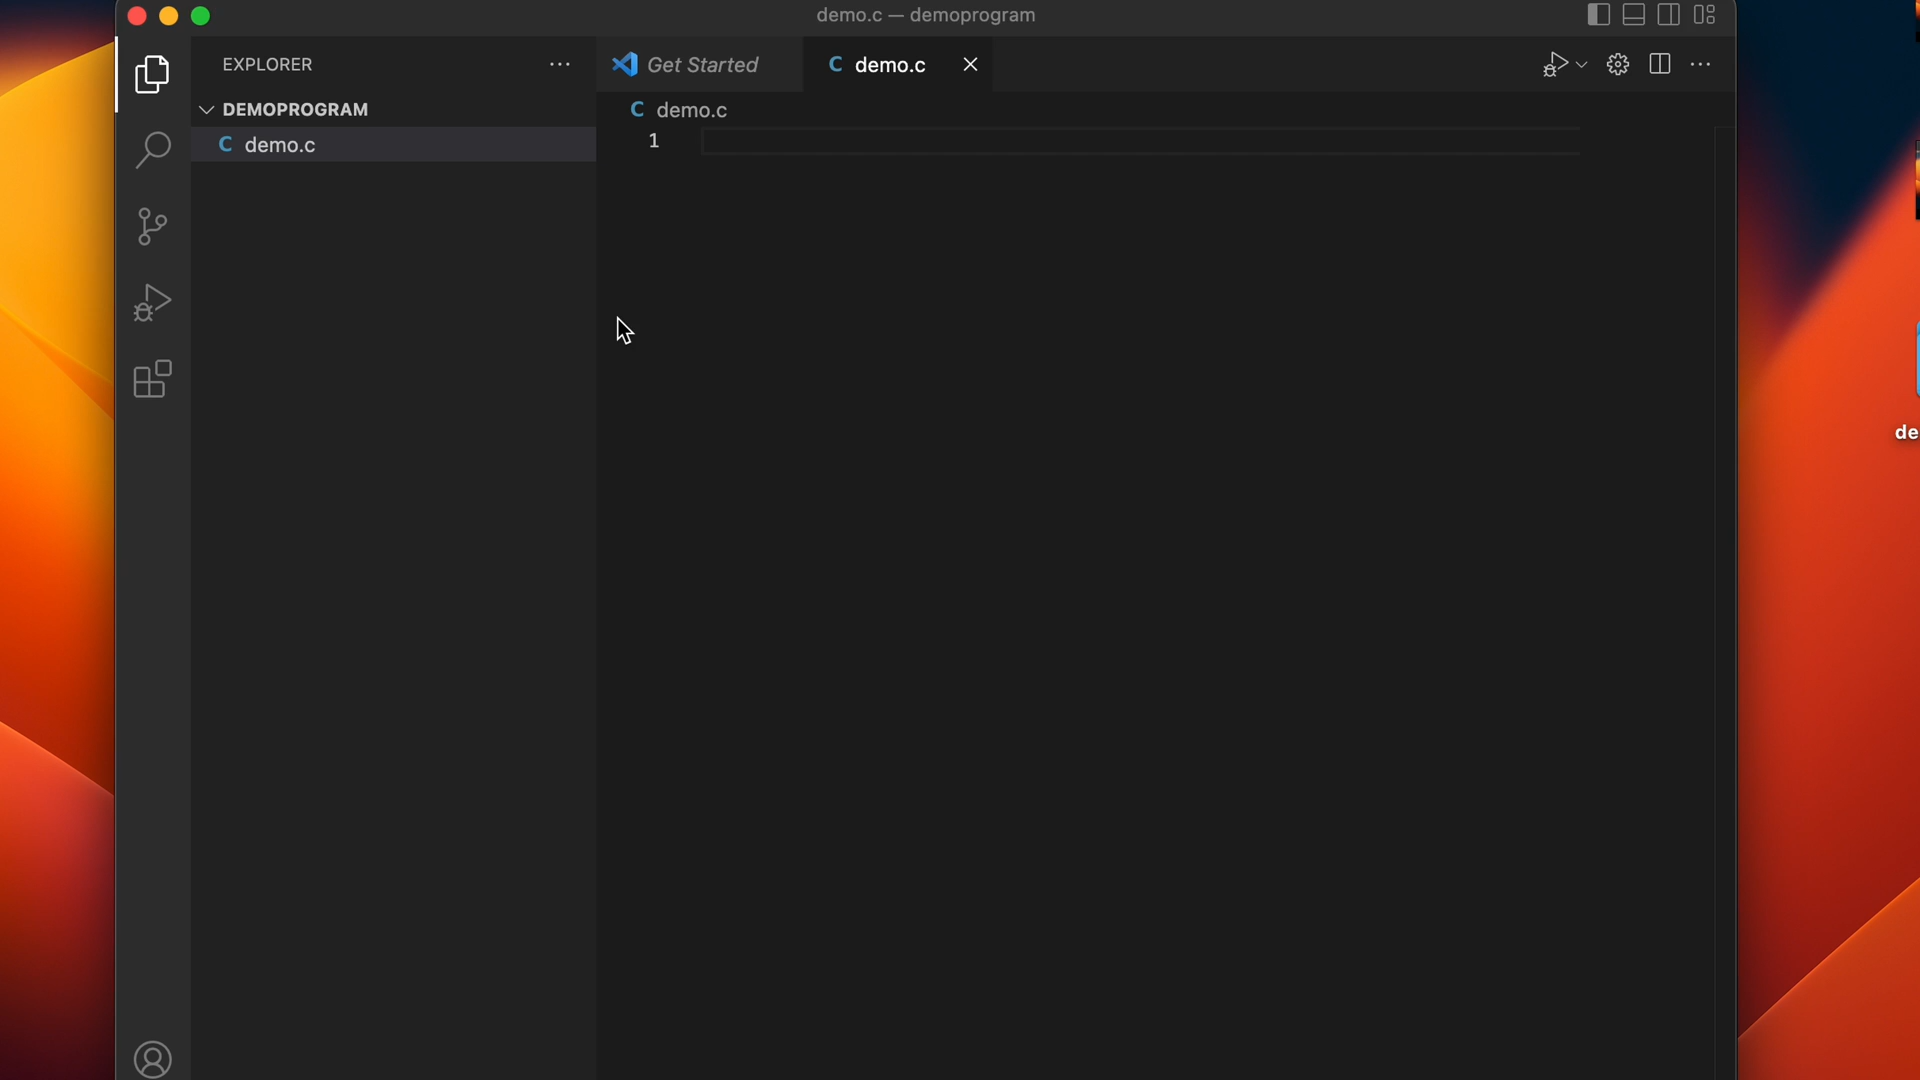 demo.c — demoprogram
EXPLORER
Get Started
C demo.c
DEMOPROGRAM
C demo.c
C demo.c
1
de